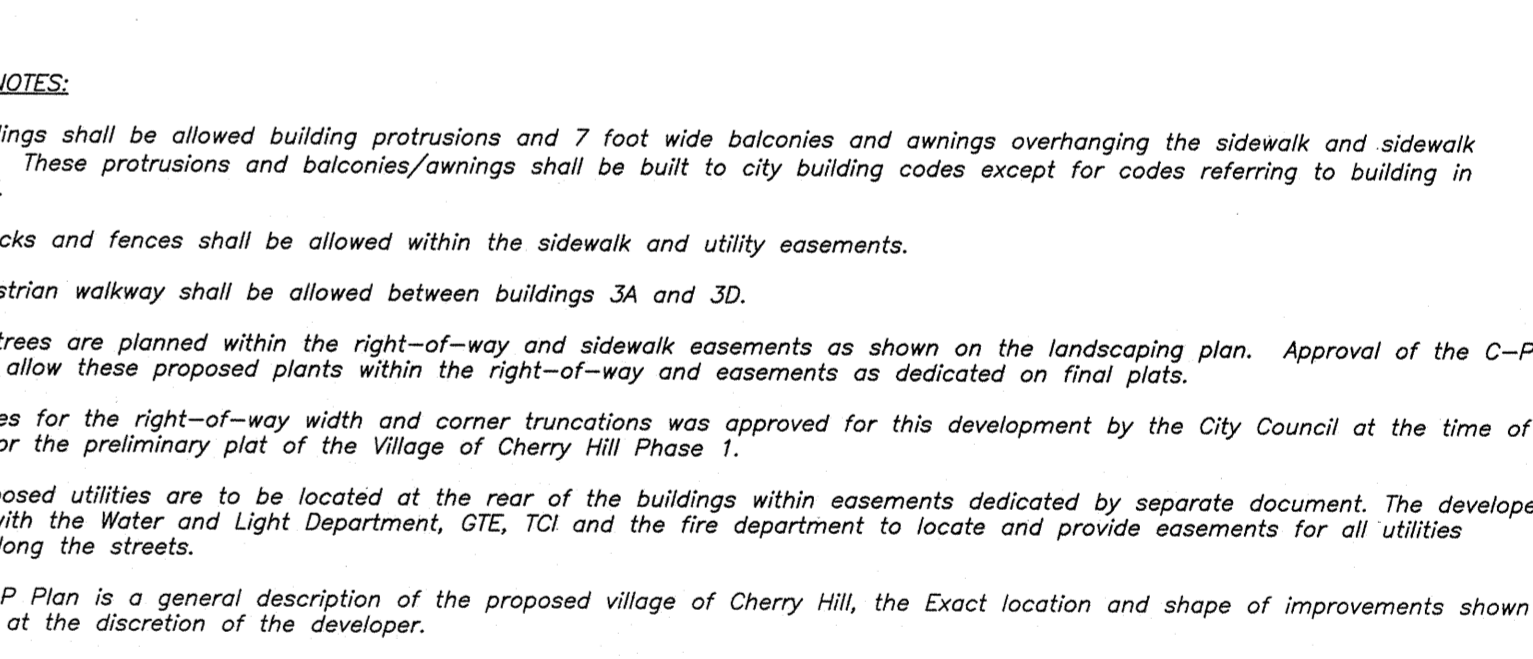 NOTES:
ings shall be allowed building protrusions and 7 foot wide balconies and awnings overhanging the sidewalk and sidewalk
These protrusions and balconies/awnings shall be built to city building codes except for codes referring to building in
.
cks and fences shall be allowed within the sidewalk and utility easements.
strian walkway shall be allowed between buildings 3A and 3D.
trees are planned within the right-of-way and sidewalk easements as shown on the landscaping plan. Approval of the C-P
allow these proposed plants within the right-of-way and easements as dedicated on final plats.
es for the right-of-way width and corner truncations was approved for this development by the City Council at the time of
or the preliminary plat of the Village of Cherry Hill Phase 1.
osed utilities are to be located at the rear of the buildings within easements dedicated by separate document. The develope
with the Water and Light Department, GTE, TCI and the fire department to locate and provide easements for all utilities
long the streets.
P Plan is a general description of the proposed village of Cherry Hill, the Exact location and shape of improvements shown
at the discretion of the developer.